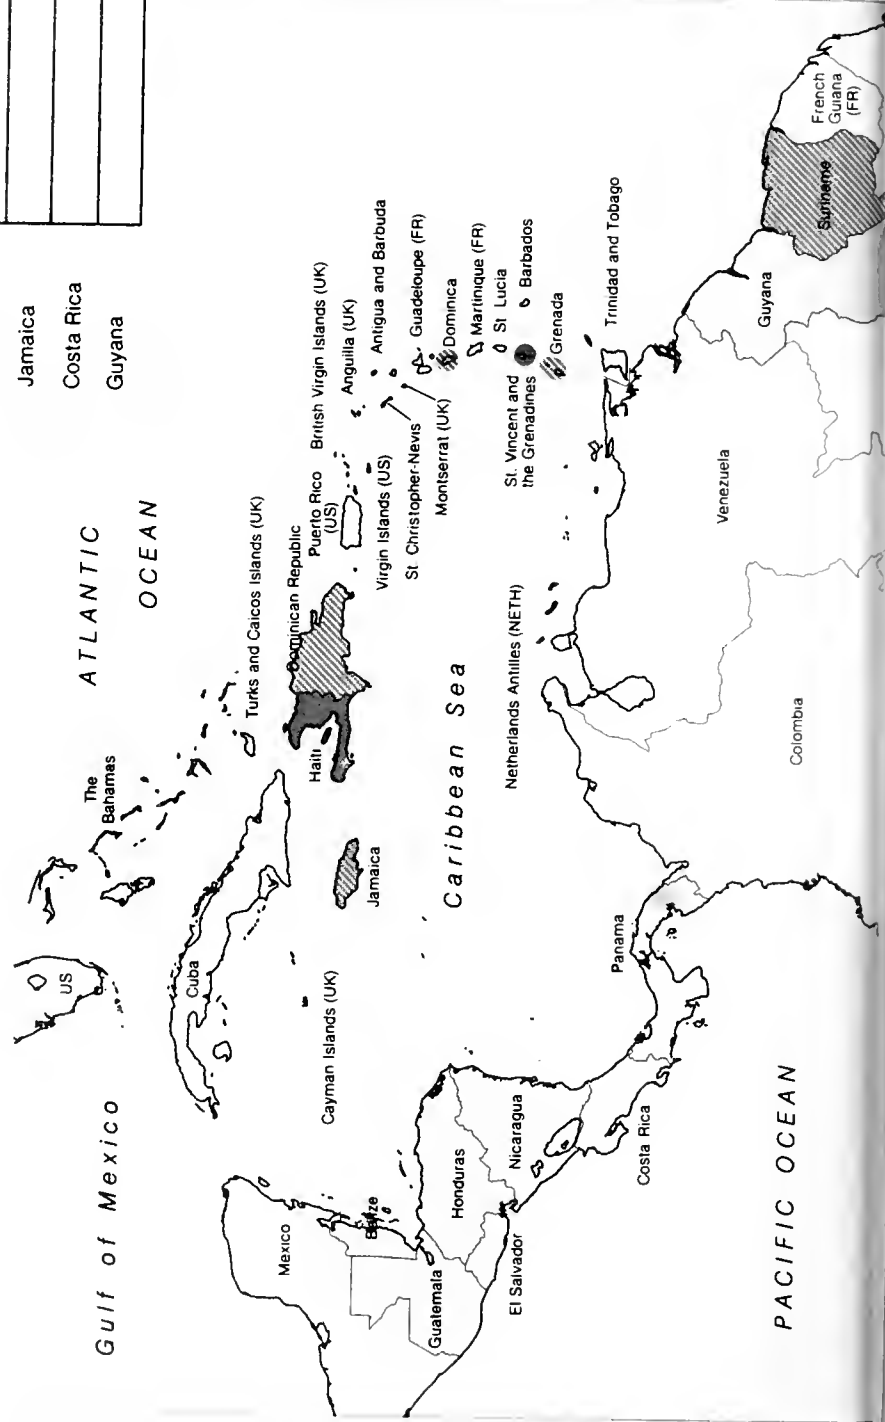 Jamaica
Costa Rica
Guyana
Gulf of Mexico
US
The
Bahamas
ATLANTIC
OCEAN
Cuba
Turks and Caicos Islands (UK)
Cayman Islands (UK)
Jamaica
Haiti
Dominican Republic
Puerto Rico
(US)
British Virgin Islands (UK)
Virgin Islands (US)
Anguilla (UK)
St. Christopher-Nevis
Antigua and Barbuda
Montserrat (UK)
Guadeloupe (FR)
Dominica
Martinique (FR)
St Lucia
Barbados
St. Vincent and
the Grenadines
Grenada
Trinidad and Tobago
Caribbean Sea
Netherlands Antilles (NETH)
Mexico
Belize
Guatemala
Honduras
El Salvador
Nicaragua
Costa Rica
Panama
Colombia
Venezuela
Guyana
Suriname
French
Guiana
(FR)
PACIFIC OCEAN